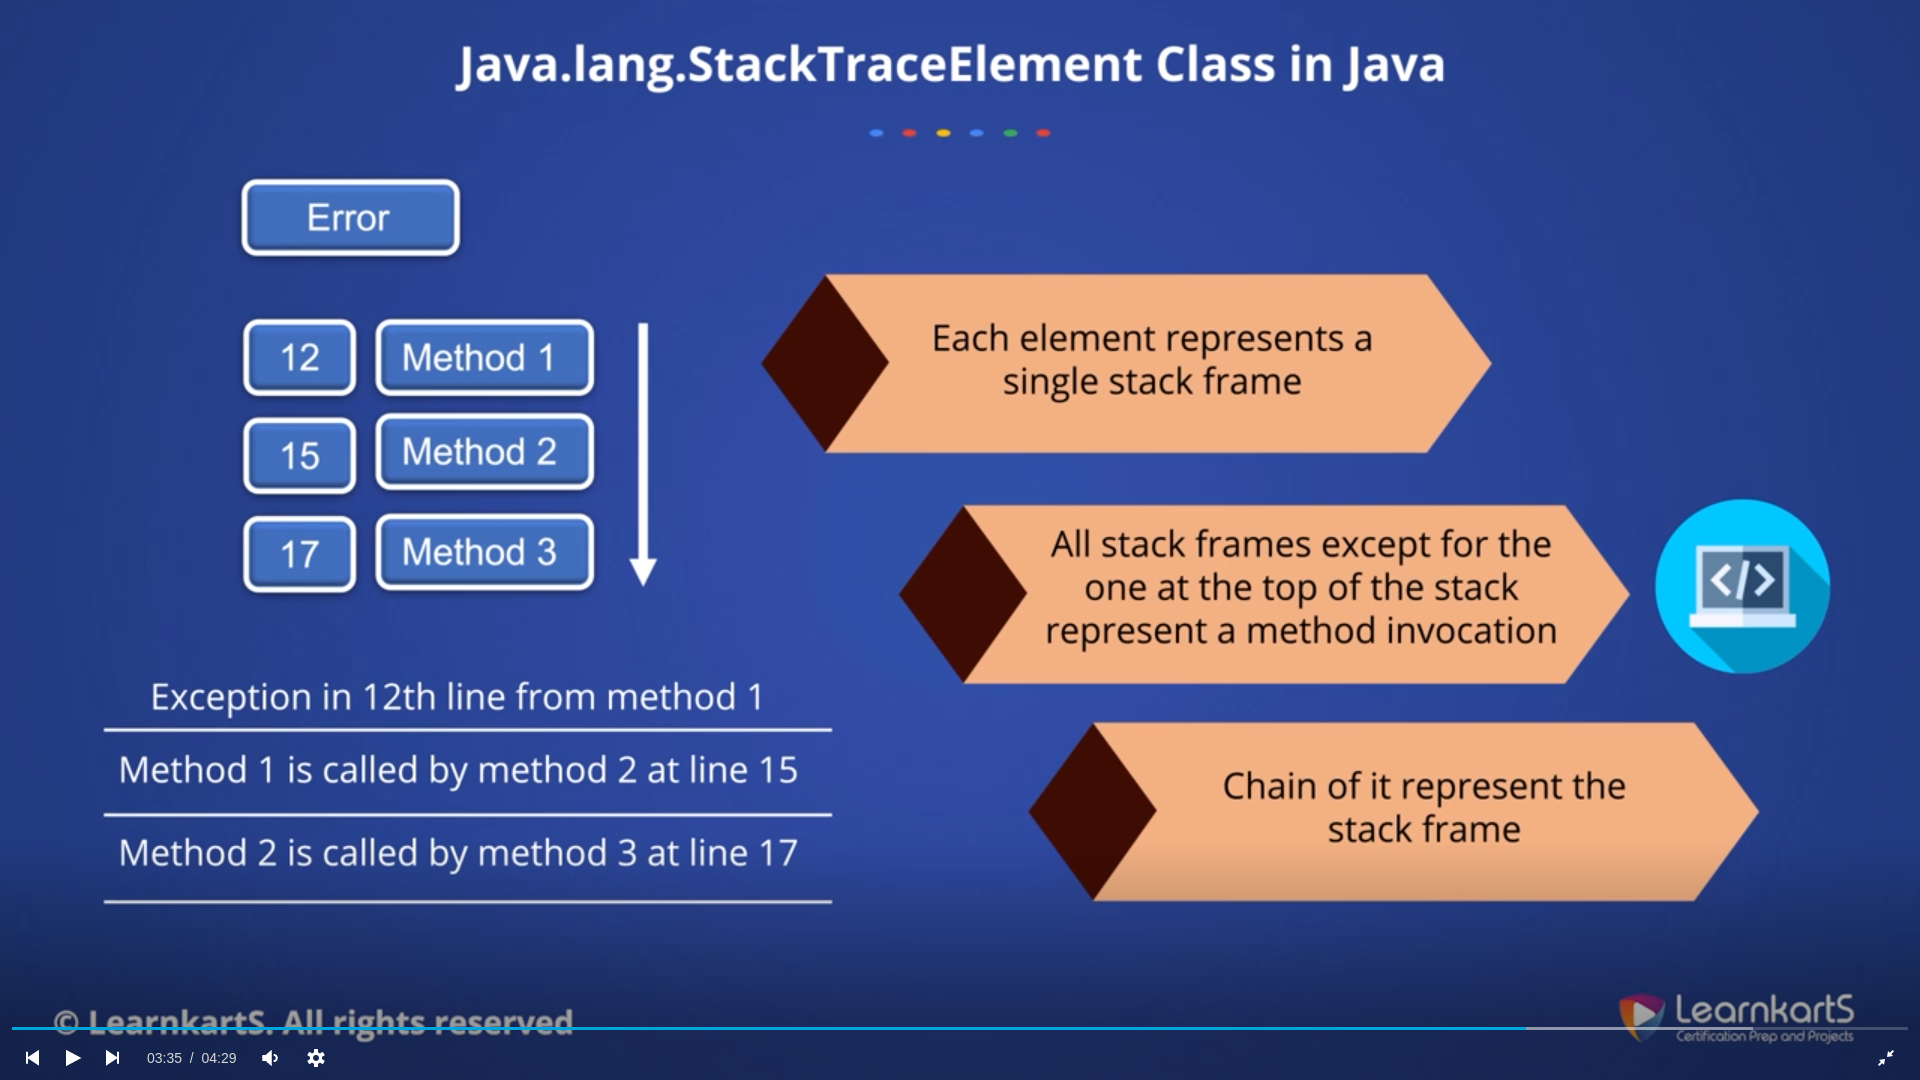 Java.lang.StackTraceElement Class in Java
Error
12 Method 1
15 Method 2
17 Method 3
Exception in 12th line from method 1
Method 1 is called by method 2 at line 15
Method 2 is called by method 3 at line 17
Each element represents a
single stack frame
All stack frames except for the
one at the top of the stack
represent a method invocation
</>
Chain of it represent the
stack frame
© LearnkartS. All rights reserved
LearnkartS
Certification Prep and Projects
03:35 / 04:29